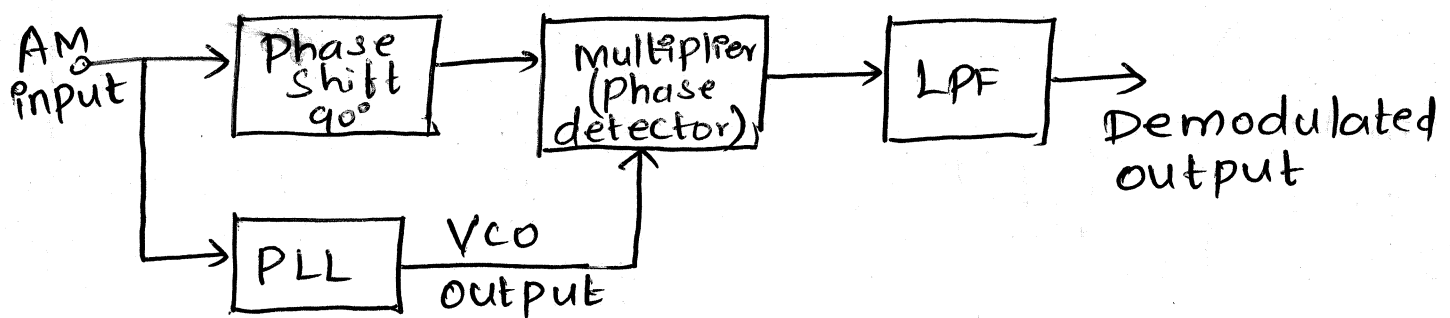 AM
input
Phase
Shift
90°
Multiplier
(Phase
detector)
LPF
Demodulated
output
PLL
VCO
output